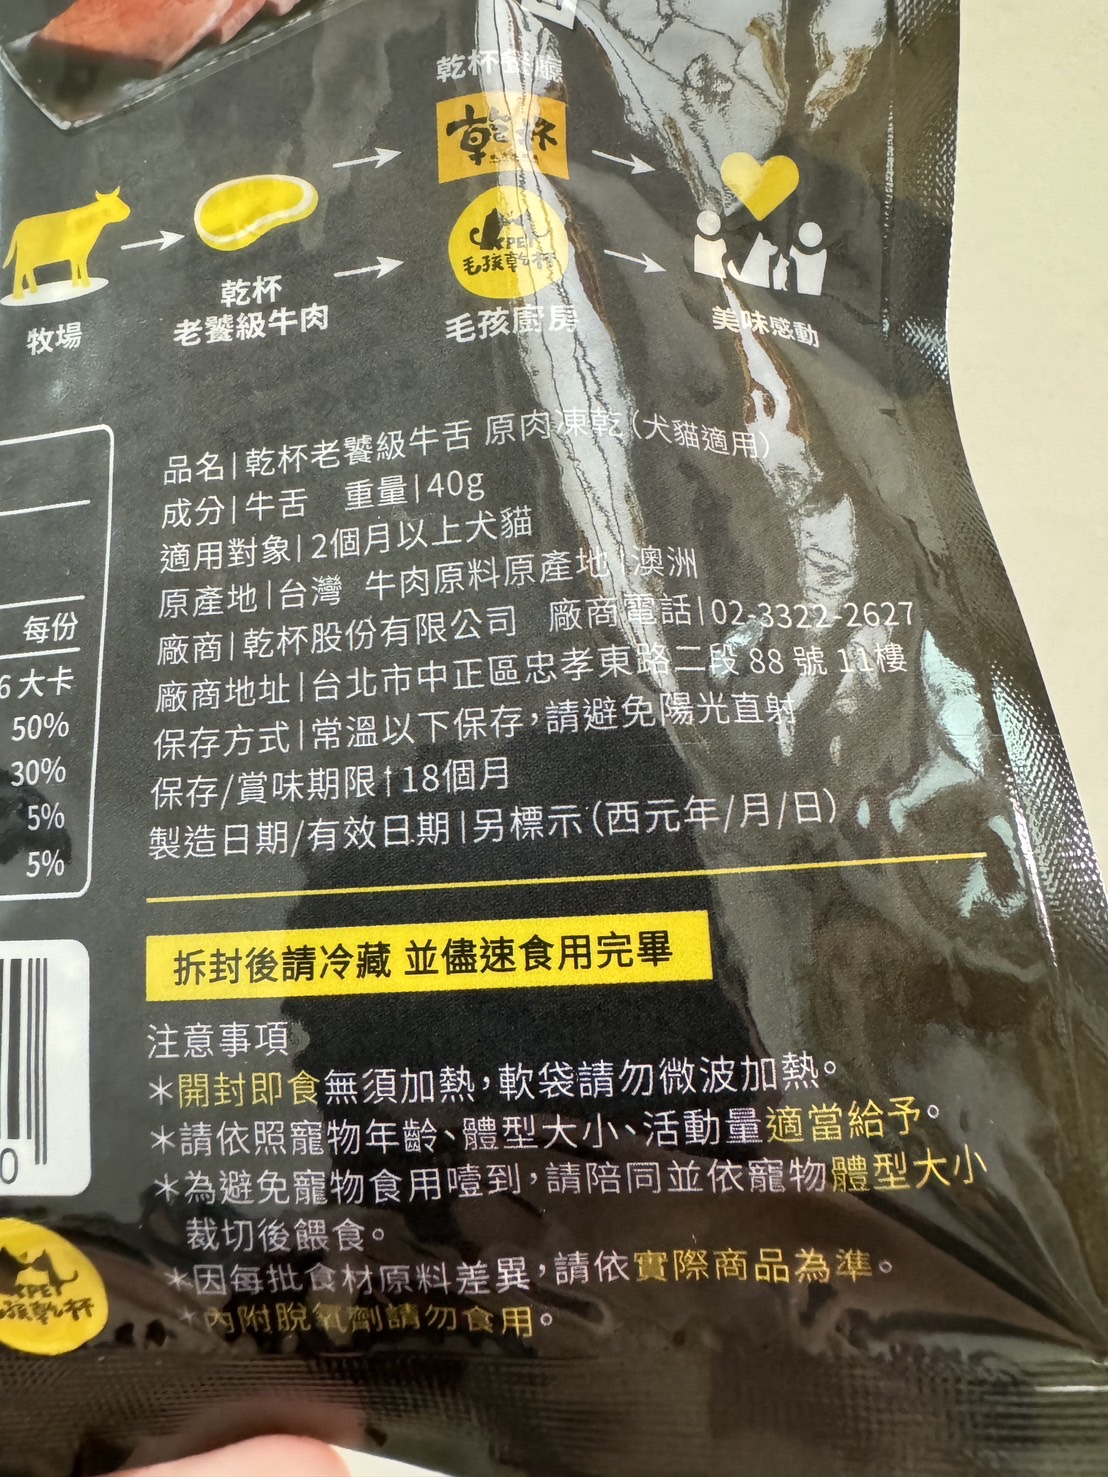 乾杯餐廳
乾杯
PET
毛孩乾杯
牧場
乾杯
老饕級牛肉
毛孩廚房
美味感動
品名|乾杯老饕級牛舌 原肉凍乾(犬貓適用)
成分|牛舌 重量|40g
適用對象|2個月以上犬貓
原產地|台灣 牛肉原料原產地|澳洲
廠商|乾杯股份有限公司 廠商電話|02-3322-2627
廠商地址|台北市中正區忠孝東路二段88號11樓
保存方式|常溫以下保存,請避免陽光直射
保存/賞味期限|18個月
製造日期/有效日期|另標示(西元年/月/日)
每份
6大卡
50%
30%
5%
5%
拆封後請冷藏 並儘速食用完畢
注意事項
*開封即食無須加熱,軟袋請勿微波加熱。
*請依照寵物年齡、體型大小、活動量適當給予。
*為避免寵物食用噎到,請陪同並依寵物體型大小
裁切後餵食。
*因每批食材原料差異,請依實際商品為準。
*內附脫氧劑請勿食用。
0
PET
孩乾杯